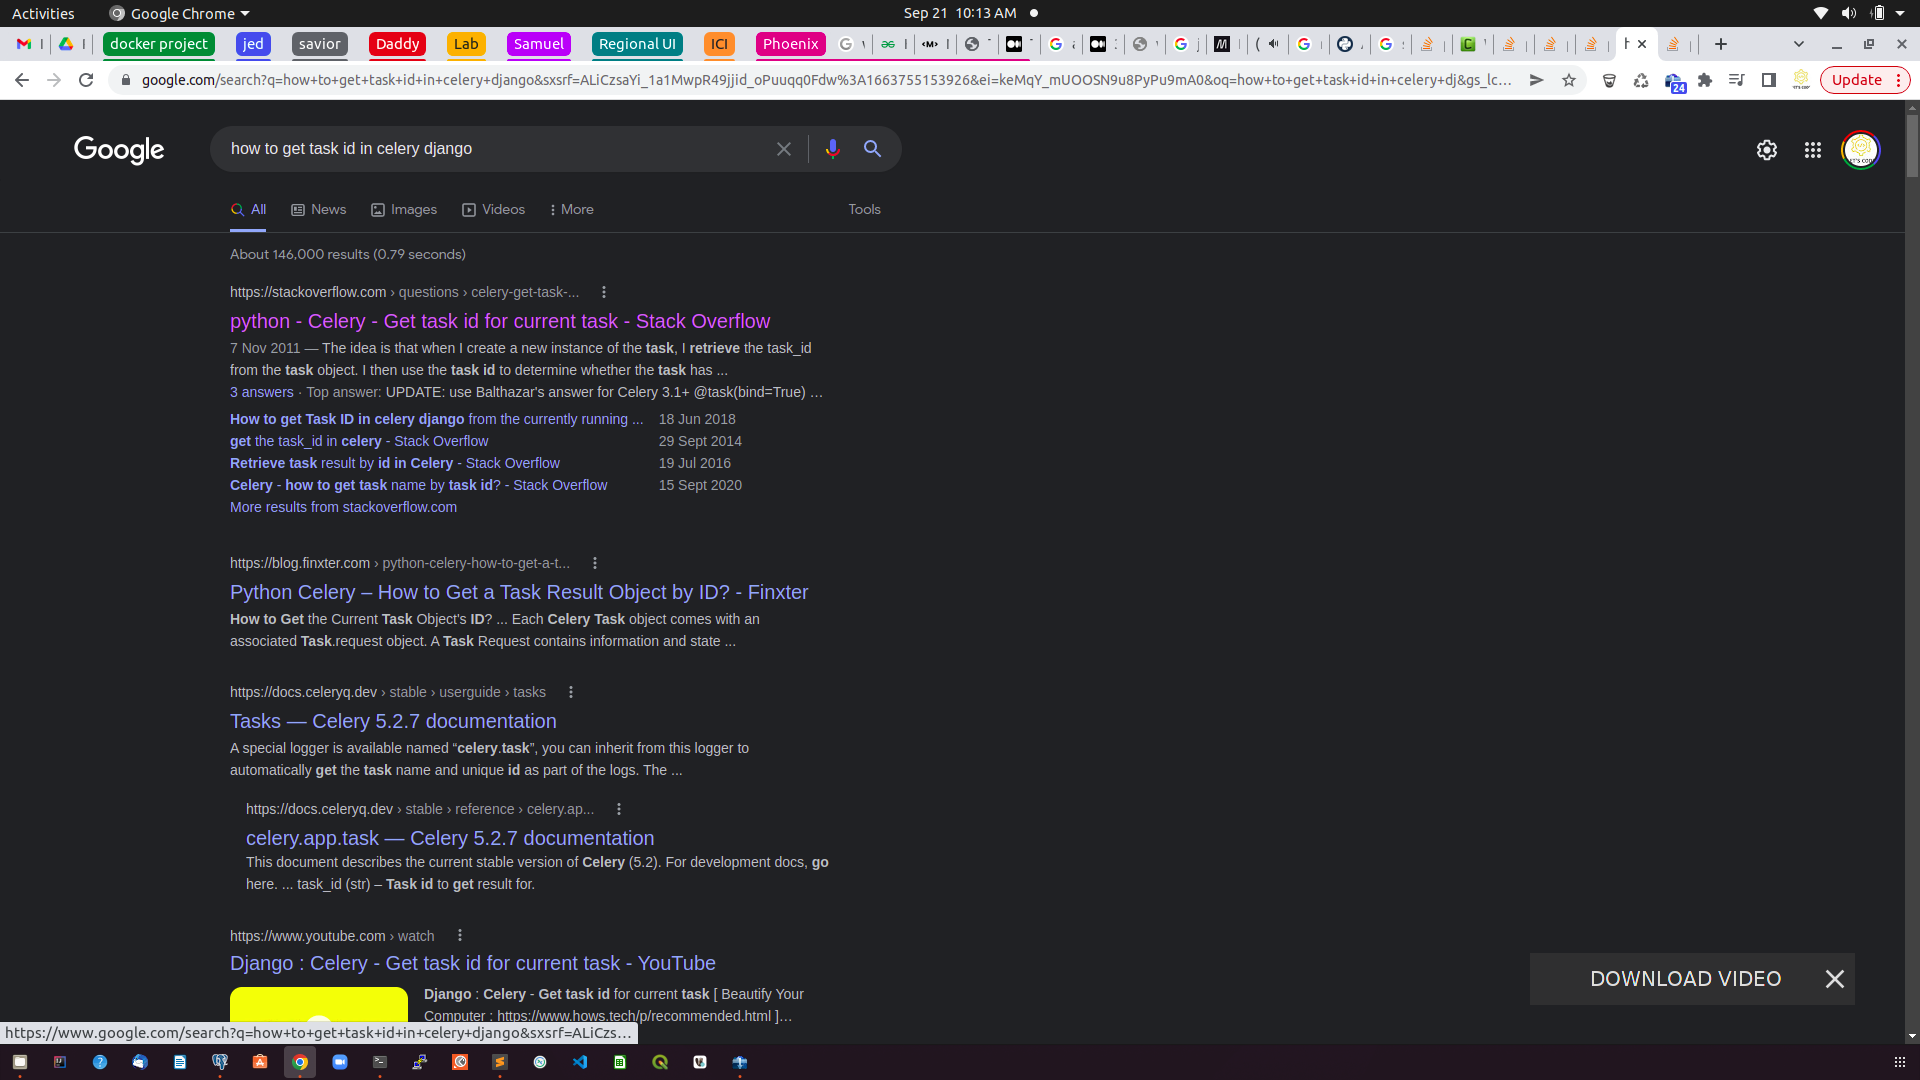 Activities
Google Chrome
Sep 21 10:13 AM
docker project
jed
savior
Daddy
Lab
Samuel
Regional UI
ICI
Phoenix
google.com/search?q=how+to+get+task+id+in+celery+django&sxsrf=ALiCzsaYi_1a1MwpR49jjid_oPuuqq0Fdw%3A1663755153926&ei=keMqY_mUOOSN9u8PyPu9mA0&oq=how+to+get+task+id+in+celery+dj&gs_lc...
24
Update
Google
how to get task id in celery django
All
News
Images
Videos
More
Tools
About 146,000 results (0.79 seconds)
https://stackoverflow.com › questions › celery-get-task-...
python - Celery - Get task id for current task - Stack Overflow
7 Nov 2011 — The idea is that when I create a new instance of the task, I retrieve the task_id
from the task object. I then use the task id to determine whether the task has ...
3 answers · Top answer: UPDATE: use Balthazar's answer for Celery 3.1+ @task(bind=True) ...
How to get Task ID in celery django from the currently running ... 18 Jun 2018
get the task_id in celery - Stack Overflow 29 Sept 2014
Retrieve task result by id in Celery - Stack Overflow 19 Jul 2016
Celery - how to get task name by task id? - Stack Overflow 15 Sept 2020
More results from stackoverflow.com
https://blog.finxter.com › python-celery-how-to-get-a-t...
Python Celery – How to Get a Task Result Object by ID? - Finxter
How to Get the Current Task Object's ID? ... Each Celery Task object comes with an
associated Task.request object. A Task Request contains information and state ...
https://docs.celeryq.dev › stable › userguide › tasks
Tasks — Celery 5.2.7 documentation
A special logger is available named “celery.task”, you can inherit from this logger to
automatically get the task name and unique id as part of the logs. The ...
https://docs.celeryq.dev › stable › reference › celery.ap...
celery.app.task — Celery 5.2.7 documentation
This document describes the current stable version of Celery (5.2). For development docs, go
here. ... task_id (str) – Task id to get result for.
https://www.youtube.com › watch
Django : Celery - Get task id for current task - YouTube
Django : Celery - Get task id for current task [ Beautify Your
Computer : https://www.hows.tech/p/recommended.html ]...
DOWNLOAD VIDEO
https://www.google.com/search?q=how+to+get+task+id+in+celery+django&sxsrf=ALiCzs...